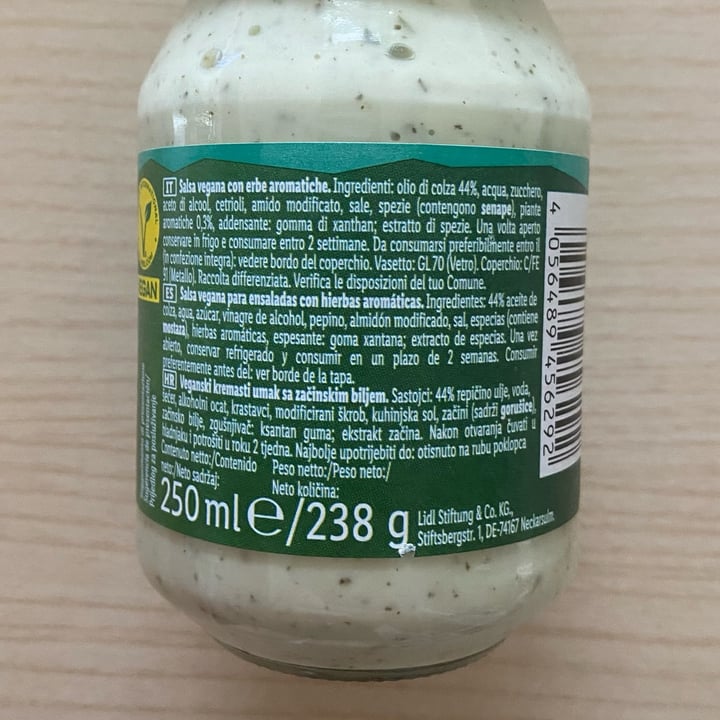 IT Salsa vegana con erbe aromatiche. Ingredienti: olio di colza 44%, acqua, zucchero,
aceto di alcool, cetrioli, amido modificato, sale, spezie (contengono senape), piante
aromatiche 0,3%, addensante: gomma di xanthan; estratto di spezie. Una volta aperto
conservare in frigo e consumare entro 2 settimane. Da consumarsi preferibilmente entro il
(in confezione integra): vedere bordo del coperchio. Vasetto: GL 70 (Vetro). Coperchio: C/FE
91 (Metallo). Raccolta differenziata. Verifica le disposizioni del tuo Comune.
ES Salsa vegana para ensaladas con hierbas aromáticas. Ingredientes: 44% aceite de
colza, agua, azúcar, vinagre de alcohol, pepino, almidón modificado, sal, especias (contiene
mostaza), hierbas aromáticas, espesante: goma xantana; extracto de especias. Una vez
abierto, conservar refrigerado y consumir en un plazo de 2 semanas. Consumir
preferentemente antes del: ver borde de la tapa.
HR Veganski kremasti umak sa začinskim biljem. Sastojci: 44% repičino ulje, voda,
šećer, alkoholni ocat, krastavci, modificirani škrob, kuhinjska sol, začini (sadrži gorušice),
začinsko bilje, zgušnjivač: ksantan guma; ekstrakt začina. Nakon otvaranja čuvati u
hladnjaku i potrošiti u roku 2 tjedna. Najbolje upotrijebiti do: otisnuto na rubu poklopca
Contenuto netto:/Contenido
neto:/Neto sadržaj:
Peso netto:/Peso neto:/
Neto količina:
250 ml e/238 g
Lidl Stiftung & Co. KG,
Stiftsbergstr. 1, DE-74167 Neckarsulm.
4 056489 456292